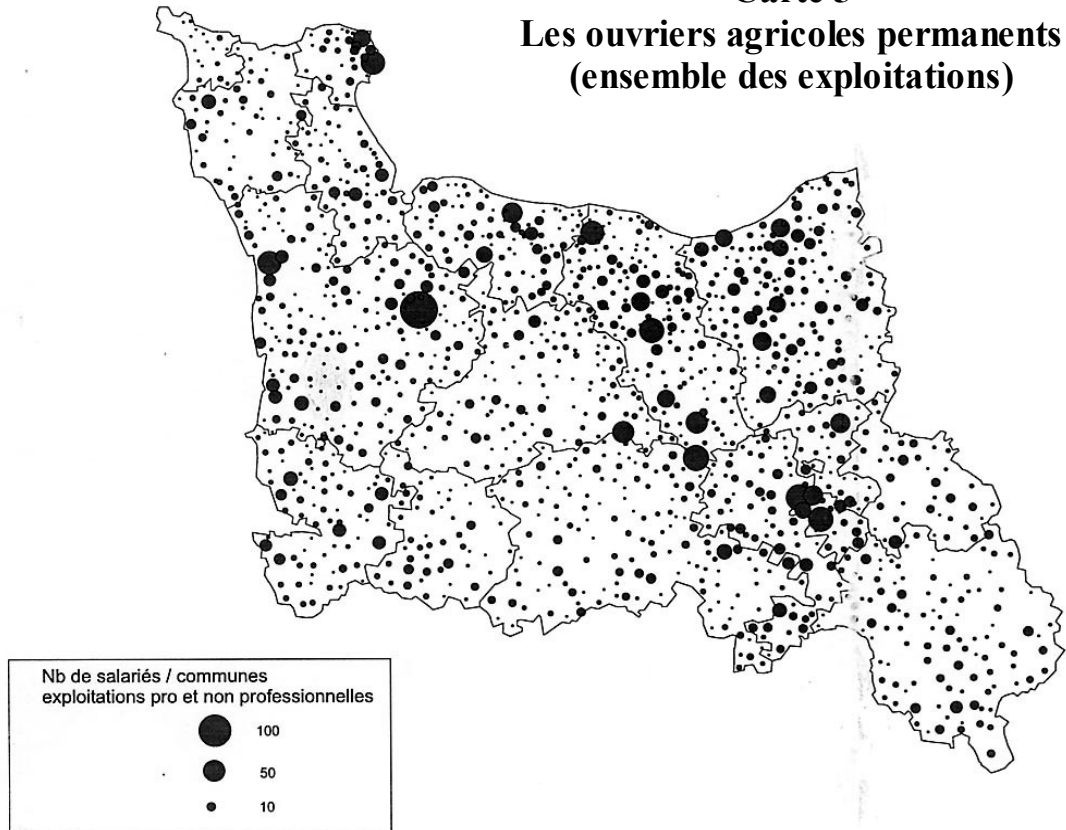 Les ouvriers agricoles permanents
(ensemble des exploitations)
Nb de salariés / communes
exploitations pro et non professionnelles
100
50
10